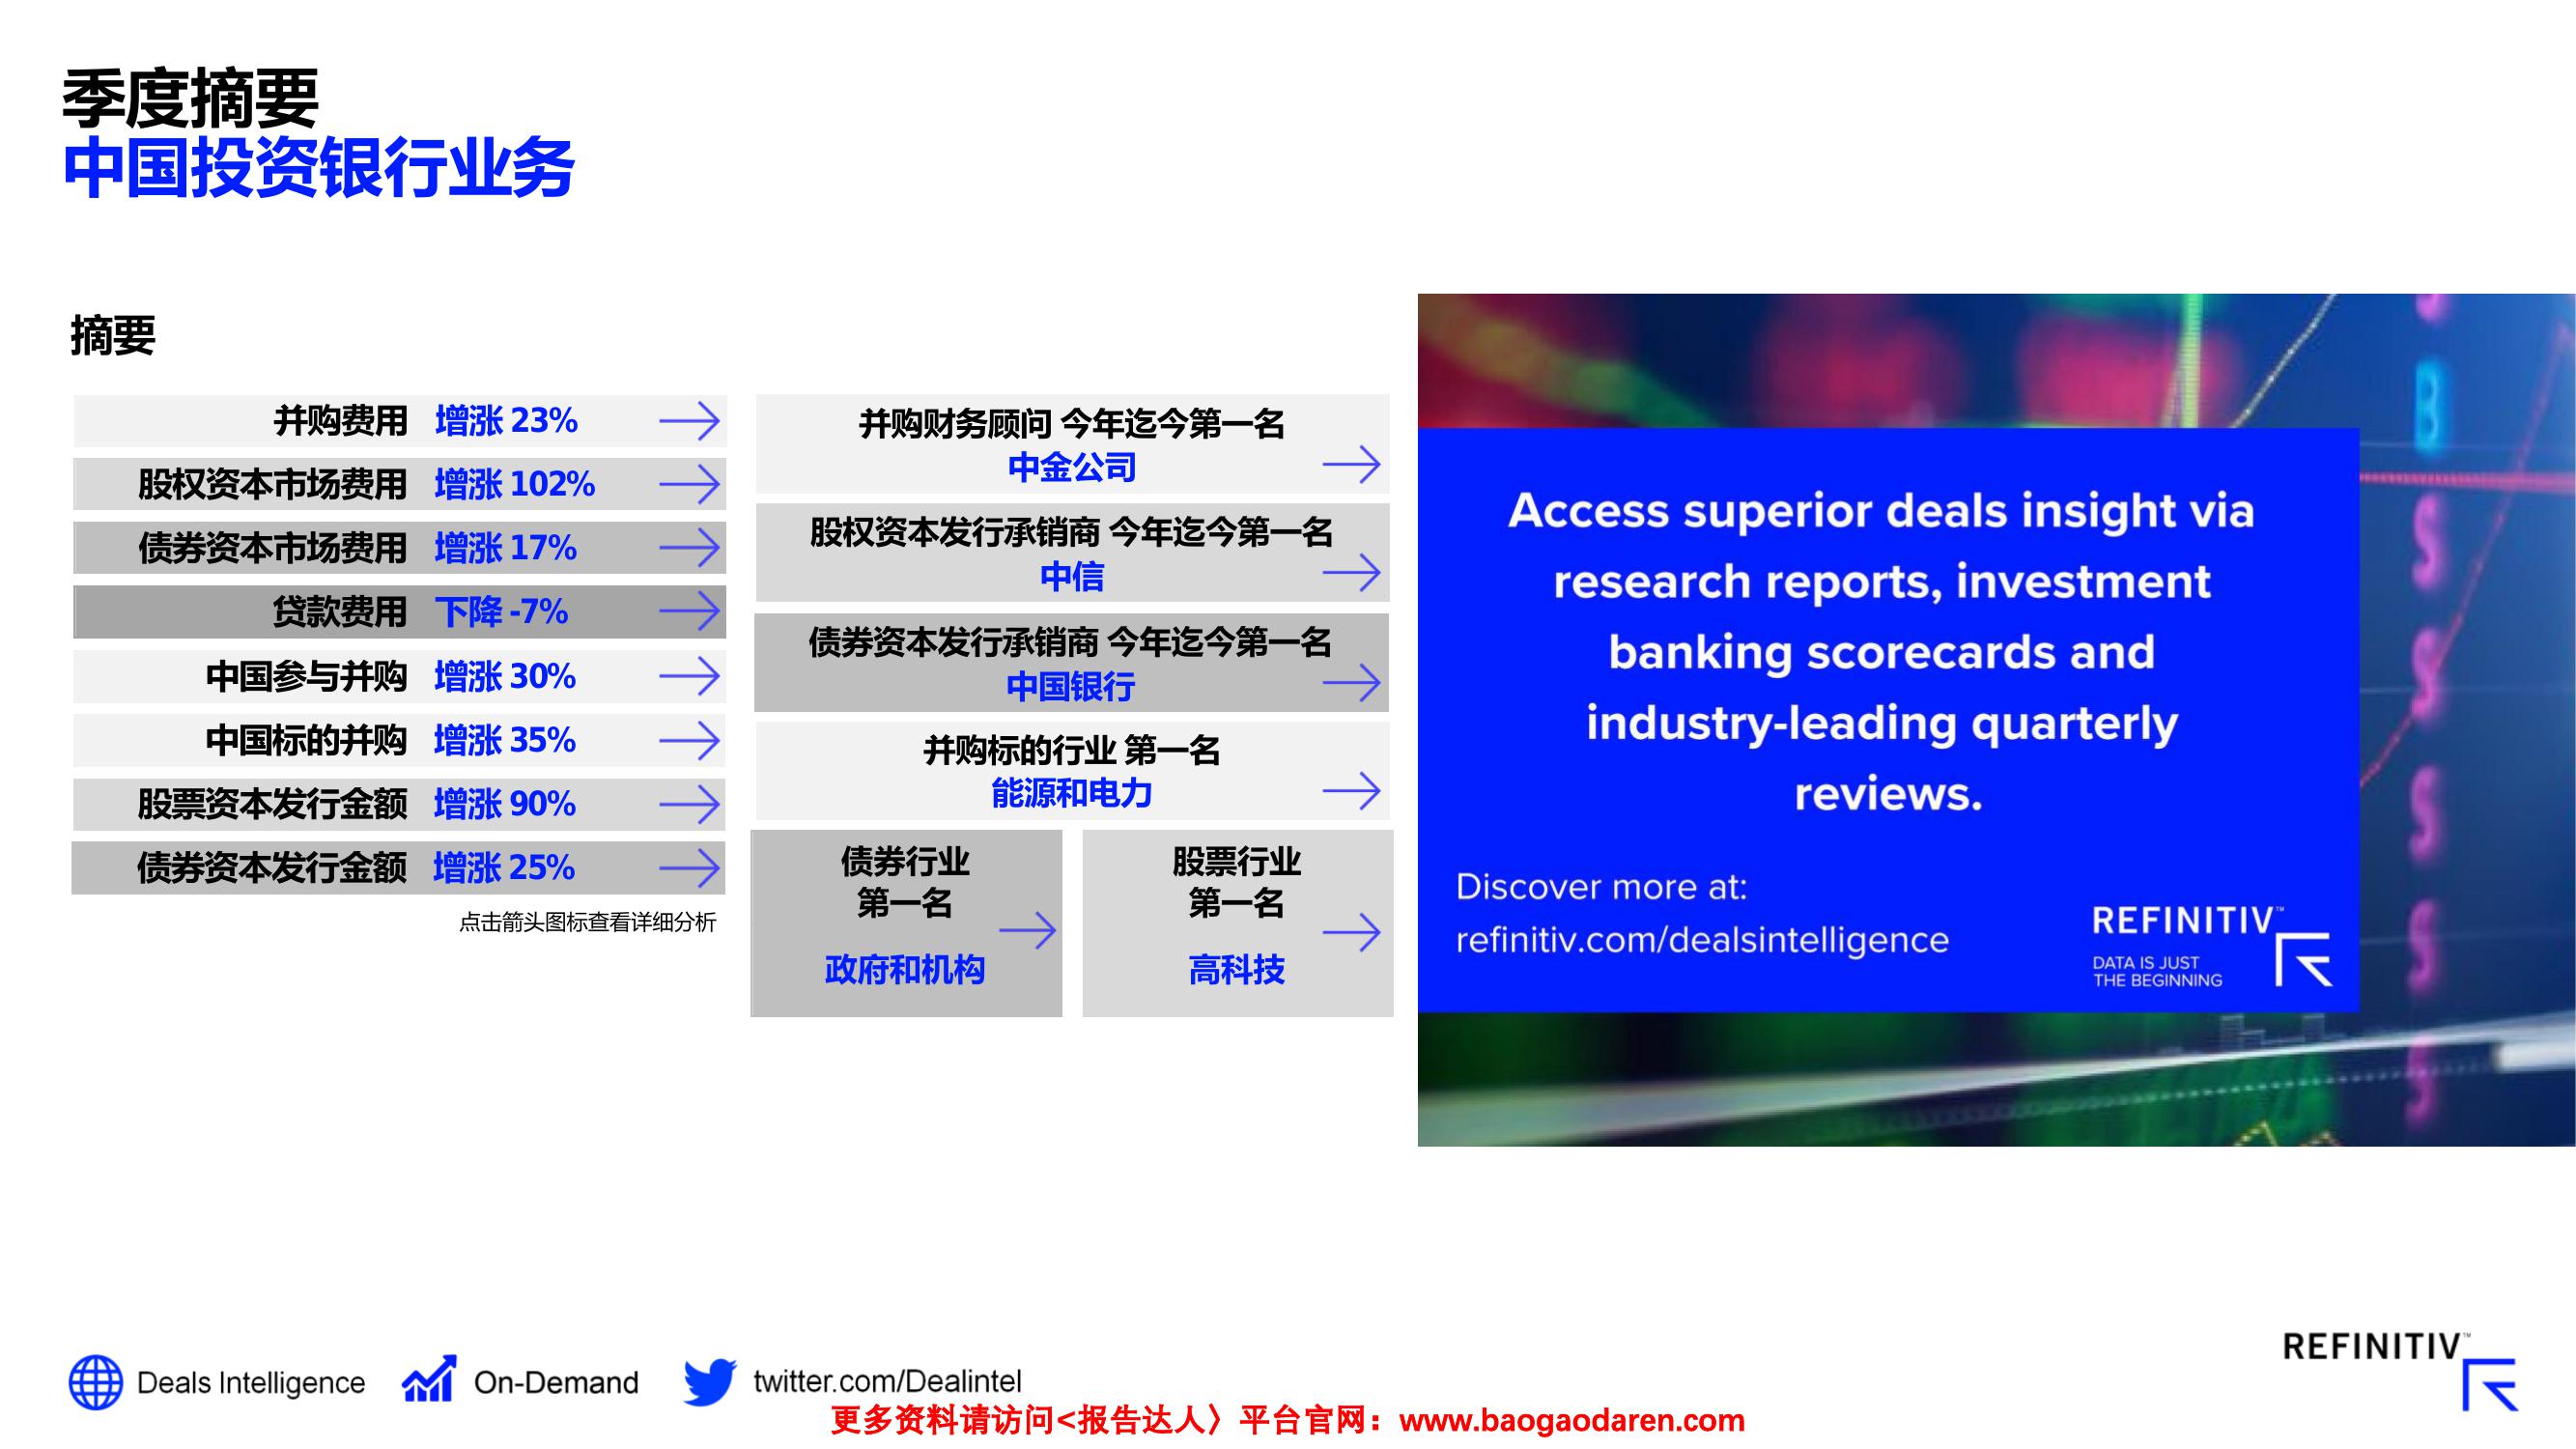 季度摘要
中国投资银行业务
摘要
并购费用 增涨 23%
股权资本市场费用 增涨 102%
债券资本市场费用 增涨 17%
贷款费用 下降 -7%
中国参与并购 增涨 30%
中国标的并购 增涨 35%
股票资本发行金额 增涨 90%
债券资本发行金额 增涨 25%
点击箭头图标查看详细分析
并购财务顾问 今年迄今第一名
中金公司
股权资本发行承销商 今年迄今第一名
中信
债券资本发行承销商 今年迄今第一名
中国银行
并购标的行业 第一名
能源和电力
债券行业
第一名
政府和机构
股票行业
第一名
高科技
Access superior deals insight via
research reports, investment
banking scorecards and
industry-leading quarterly
reviews.
Discover more at:
refinitiv.com/dealsintelligence
REFINITIV™
DATA IS JUST
THE BEGINNING
Deals Intelligence
On-Demand
twitter.com/Dealintel
REFINITIV™
更多资料请访问<报告达人〉平台官网：www.baogaodaren.com